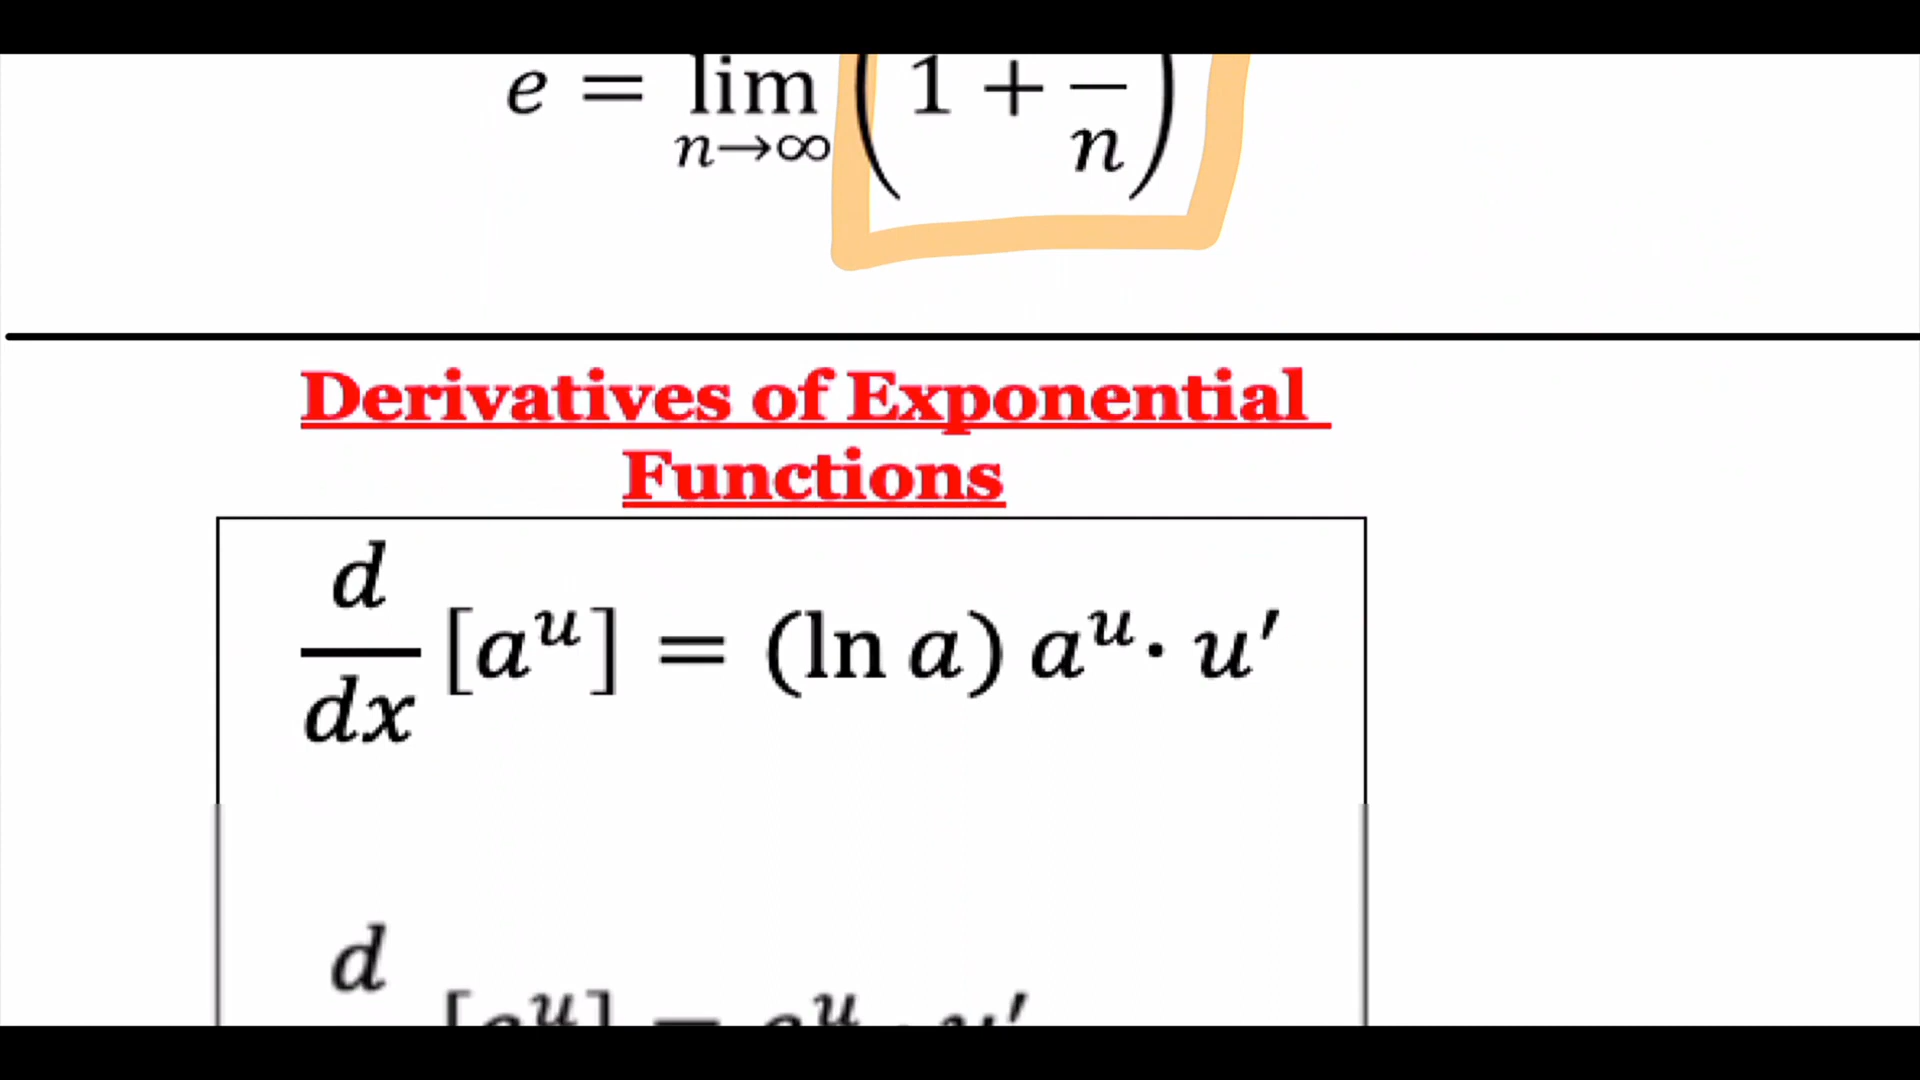 e = lim n→∞ (1 + — n)
Derivatives of Exponential
Functions
d/dx [a^u] = (ln a) a^u · u′
d [e^u] = e^u · u′